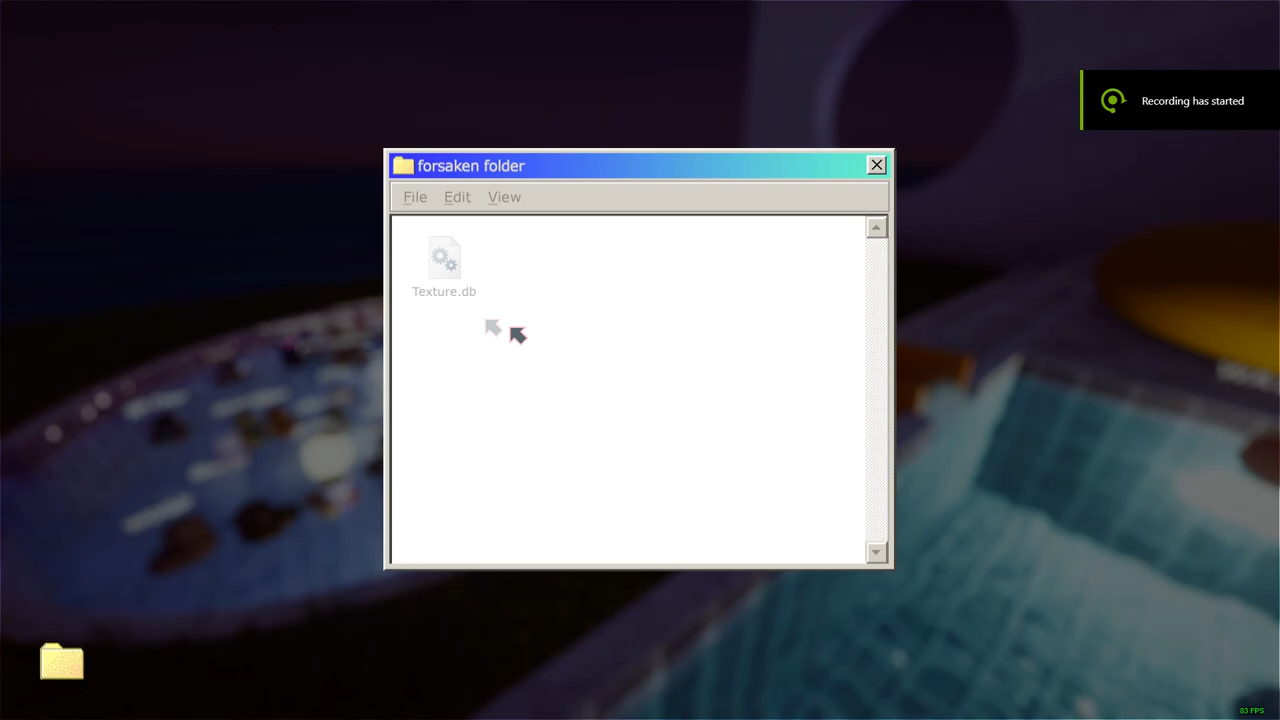 Recording has started
forsaken folder
File Edit View
Texture.db
83 FPS